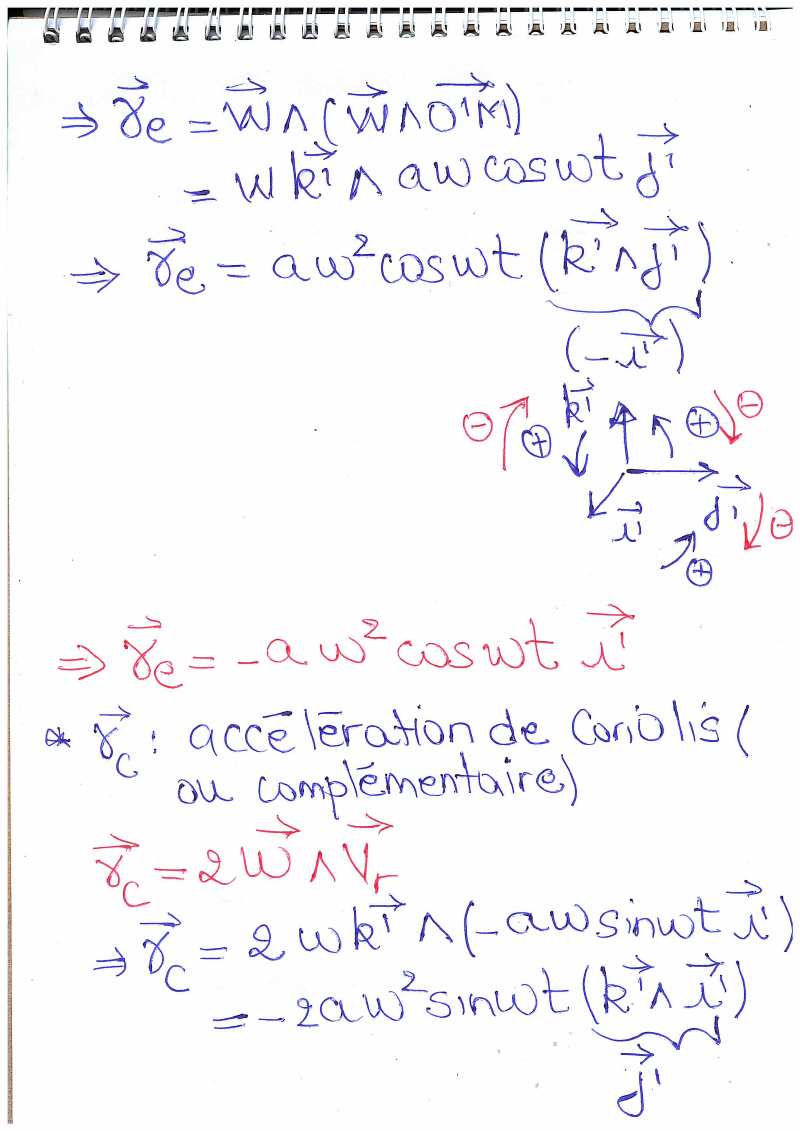 ⇒ γ⃗e = W⃗ ∧ (W⃗ ∧ O'M⃗)
= W k⃗' ∧ aw cos wt j⃗'
⇒ γ⃗e = aw² cos wt (k⃗' ∧ j⃗')
(- i⃗')
⊖ ⊕ k⃗' ⊕ ⊖
i⃗' j⃗' ⊖
⊕
⇒ γ⃗e = - a w² cos wt i⃗'
* γ⃗c : accélération de Coriolis (
ou complémentaire)
γ⃗c = 2 W⃗ ∧ V⃗r
⇒ γ⃗c = 2 w k⃗' ∧ (- aw sin wt i⃗')
= - 2aw² sin wt (k⃗' ∧ i⃗')
j⃗'